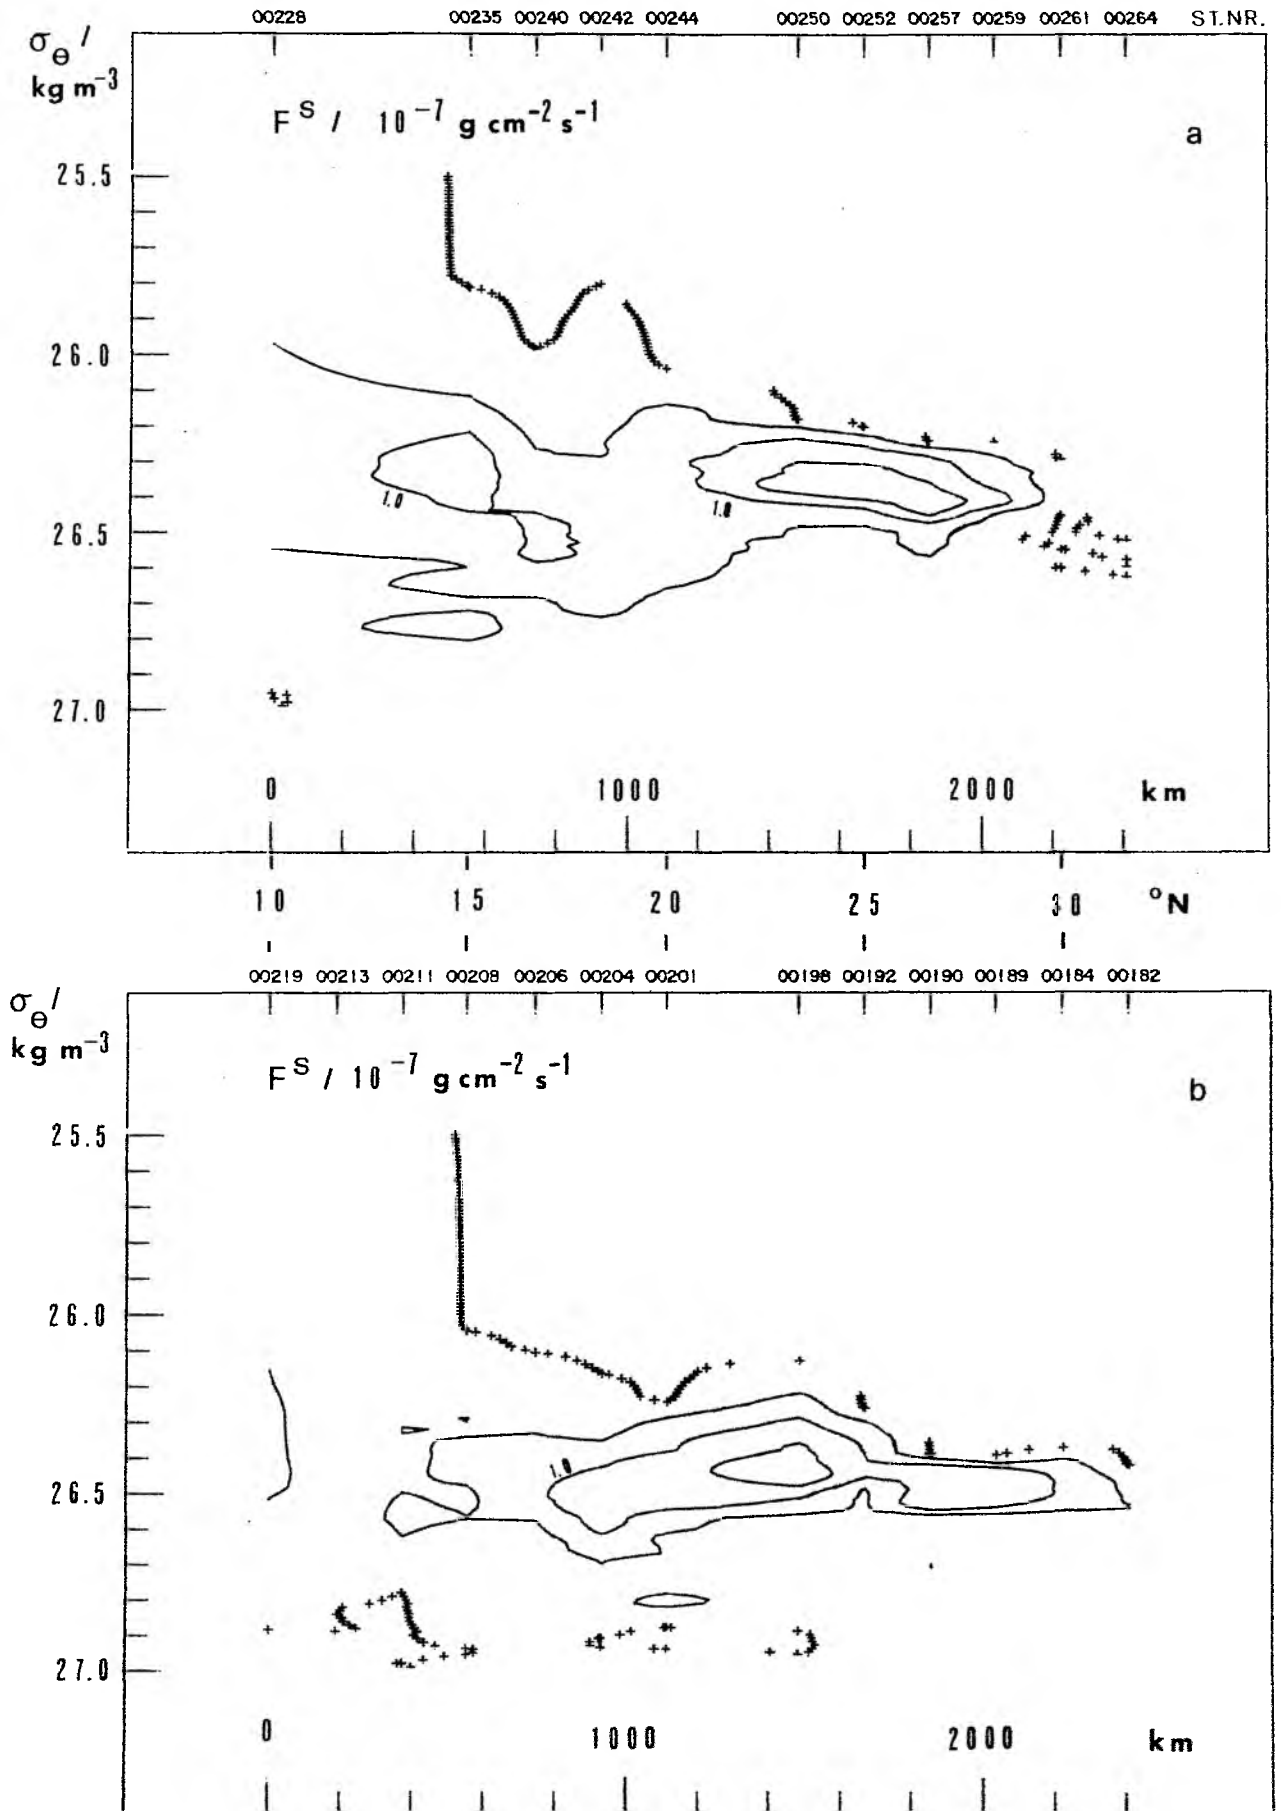 00228 00235 00240 00242 00244 00250 00252 00257 00259 00261 00264 ST.NR.
σΘ /
kg m⁻³
F S / 10⁻⁷ g cm⁻² s⁻¹
a
25.5
26.0
1.0 1.0
26.5
27.0
0 1000 2000 km
10 15 20 25 30 °N
00219 00213 00211 00208 00206 00204 00201 00198 00192 00190 00189 00184 00182
σΘ /
kg m⁻³
F S / 10⁻⁷ g cm⁻² s⁻¹
b
25.5
26.0
1.0
26.5
27.0
0 1000 2000 km